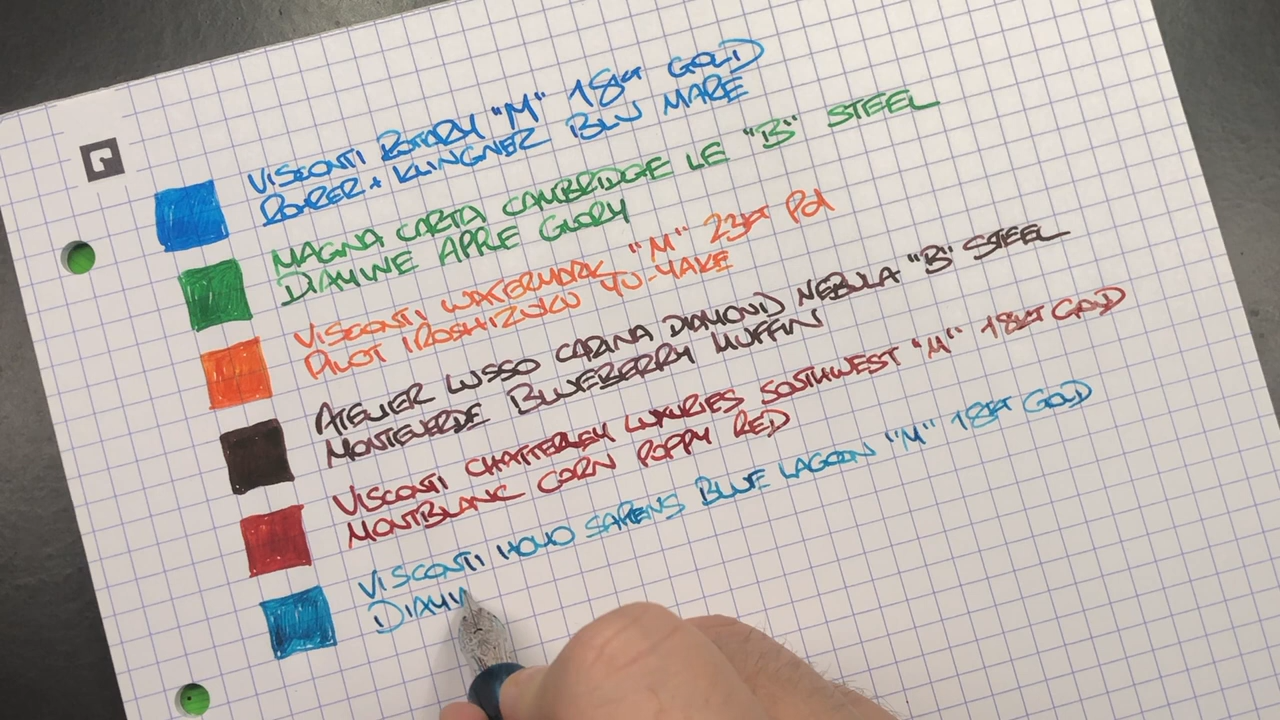 VISCONTI ROTARY "M" 18kt GOLD
ROHRER + KLINGNER BLU MARE
MAGNA CARTA CAMBRIDGE LE "B" STEEL
DIAMINE APPLE GLORY
VISCONTI WATERMARK "M" 23kt Pd
PILOT IROSHIZUKU YU-YAKE
ATELIER LUSSO CARINA DIAMOND NEBULA "B" STEEL
MONTEVERDE BLUEBERRY MUFFIN
VISCONTI CHATTERLEY LUXURIES SOUTHWEST "M" 18kt GOLD
MONTBLANC CORN POPPY RED
VISCONTI HOMO SAPIENS BLUE LAGOON "M" 18kt GOLD
DIAMI